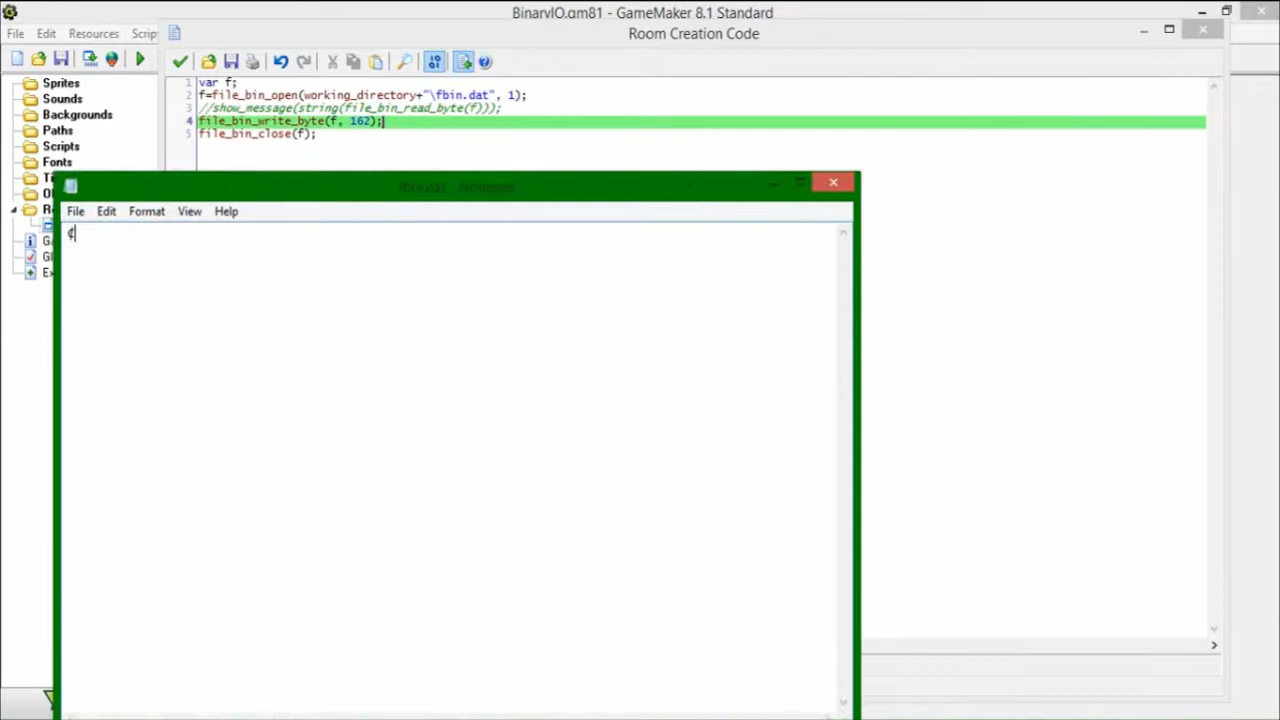 BinaryIO.gm81 - GameMaker 8.1 Standard
File Edit Resources Scrip
Room Creation Code
Sprites
Sounds
Backgrounds
Paths
Scripts
Fonts
1 var f;
2 f=file_bin_open(working_directory+"\fbin.dat", 1);
3 //show_message(string(file_bin_read_byte(f)));
4 file_bin_write_byte(f, 162);
5 file_bin_close(f);
File Edit Format View Help
¢